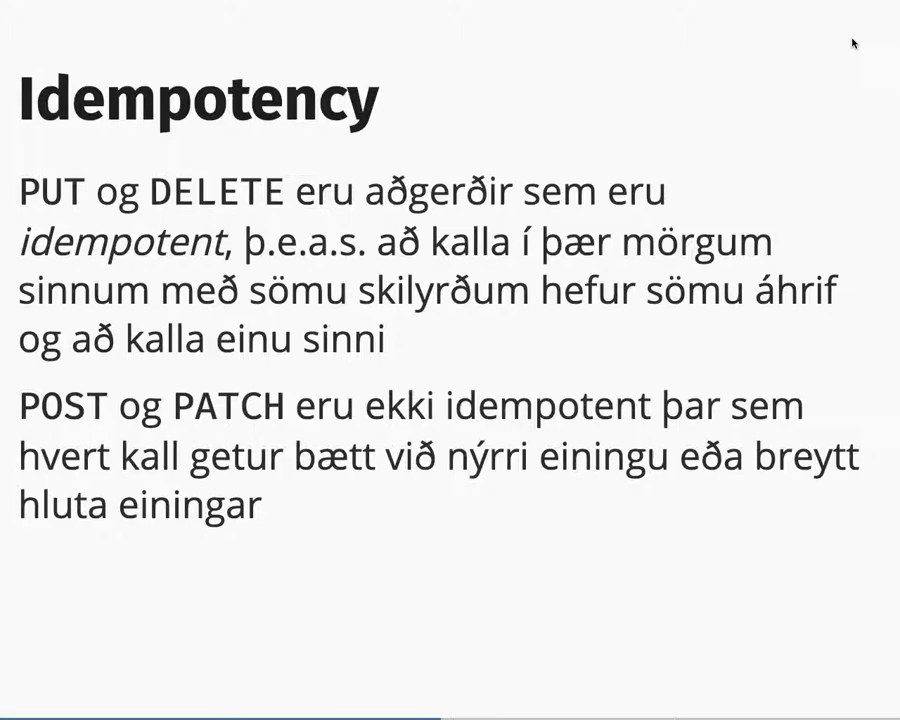 Idempotency
PUT og DELETE eru aðgerðir sem eru
idempotent, þ.e.a.s. að kalla í þær mörgum
sinnum með sömu skilyrðum hefur sömu áhrif
og að kalla einu sinni
POST og PATCH eru ekki idempotent þar sem
hvert kall getur bætt við nýrri einingu eða breytt
hluta einingar